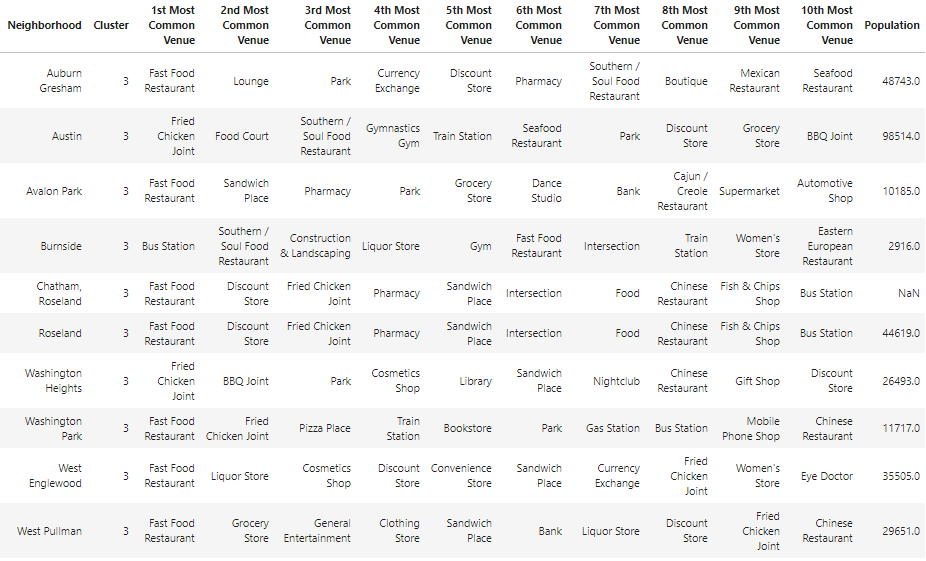 Neighborhood Cluster 1st Most Common Venue 2nd Most Common Venue 3rd Most Common Venue 4th Most Common Venue 5th Most Common Venue 6th Most Common Venue 7th Most Common Venue 8th Most Common Venue 9th Most Common Venue 10th Most Common Venue Population
Auburn Gresham 3 Fast Food Restaurant Lounge Park Currency Exchange Discount Store Pharmacy Southern / Soul Food Restaurant Boutique Mexican Restaurant Seafood Restaurant 48743.0
Austin 3 Fried Chicken Joint Food Court Southern / Soul Food Restaurant Gymnastics Gym Train Station Seafood Restaurant Park Discount Store Grocery Store BBQ Joint 98514.0
Avalon Park 3 Fast Food Restaurant Sandwich Place Pharmacy Park Grocery Store Dance Studio Bank Cajun / Creole Restaurant Supermarket Automotive Shop 10185.0
Burnside 3 Bus Station Southern / Soul Food Restaurant Construction & Landscaping Liquor Store Gym Fast Food Restaurant Intersection Train Station Women's Store Eastern European Restaurant 2916.0
Chatham, Roseland 3 Fast Food Restaurant Discount Store Fried Chicken Joint Pharmacy Sandwich Place Intersection Food Chinese Restaurant Fish & Chips Shop Bus Station NaN
Roseland 3 Fast Food Restaurant Discount Store Fried Chicken Joint Pharmacy Sandwich Place Intersection Food Chinese Restaurant Fish & Chips Shop Bus Station 44619.0
Washington Heights 3 Fried Chicken Joint BBQ Joint Park Cosmetics Shop Library Sandwich Place Nightclub Chinese Restaurant Gift Shop Discount Store 26493.0
Washington Park 3 Fast Food Restaurant Fried Chicken Joint Pizza Place Train Station Bookstore Park Gas Station Bus Station Mobile Phone Shop Chinese Restaurant 11717.0
West Englewood 3 Fast Food Restaurant Liquor Store Cosmetics Shop Discount Store Convenience Store Sandwich Place Currency Exchange Fried Chicken Joint Women's Store Eye Doctor 35505.0
West Pullman 3 Fast Food Restaurant Grocery Store General Entertainment Clothing Store Sandwich Place Bank Liquor Store Discount Store Fried Chicken Joint Chinese Restaurant 29651.0